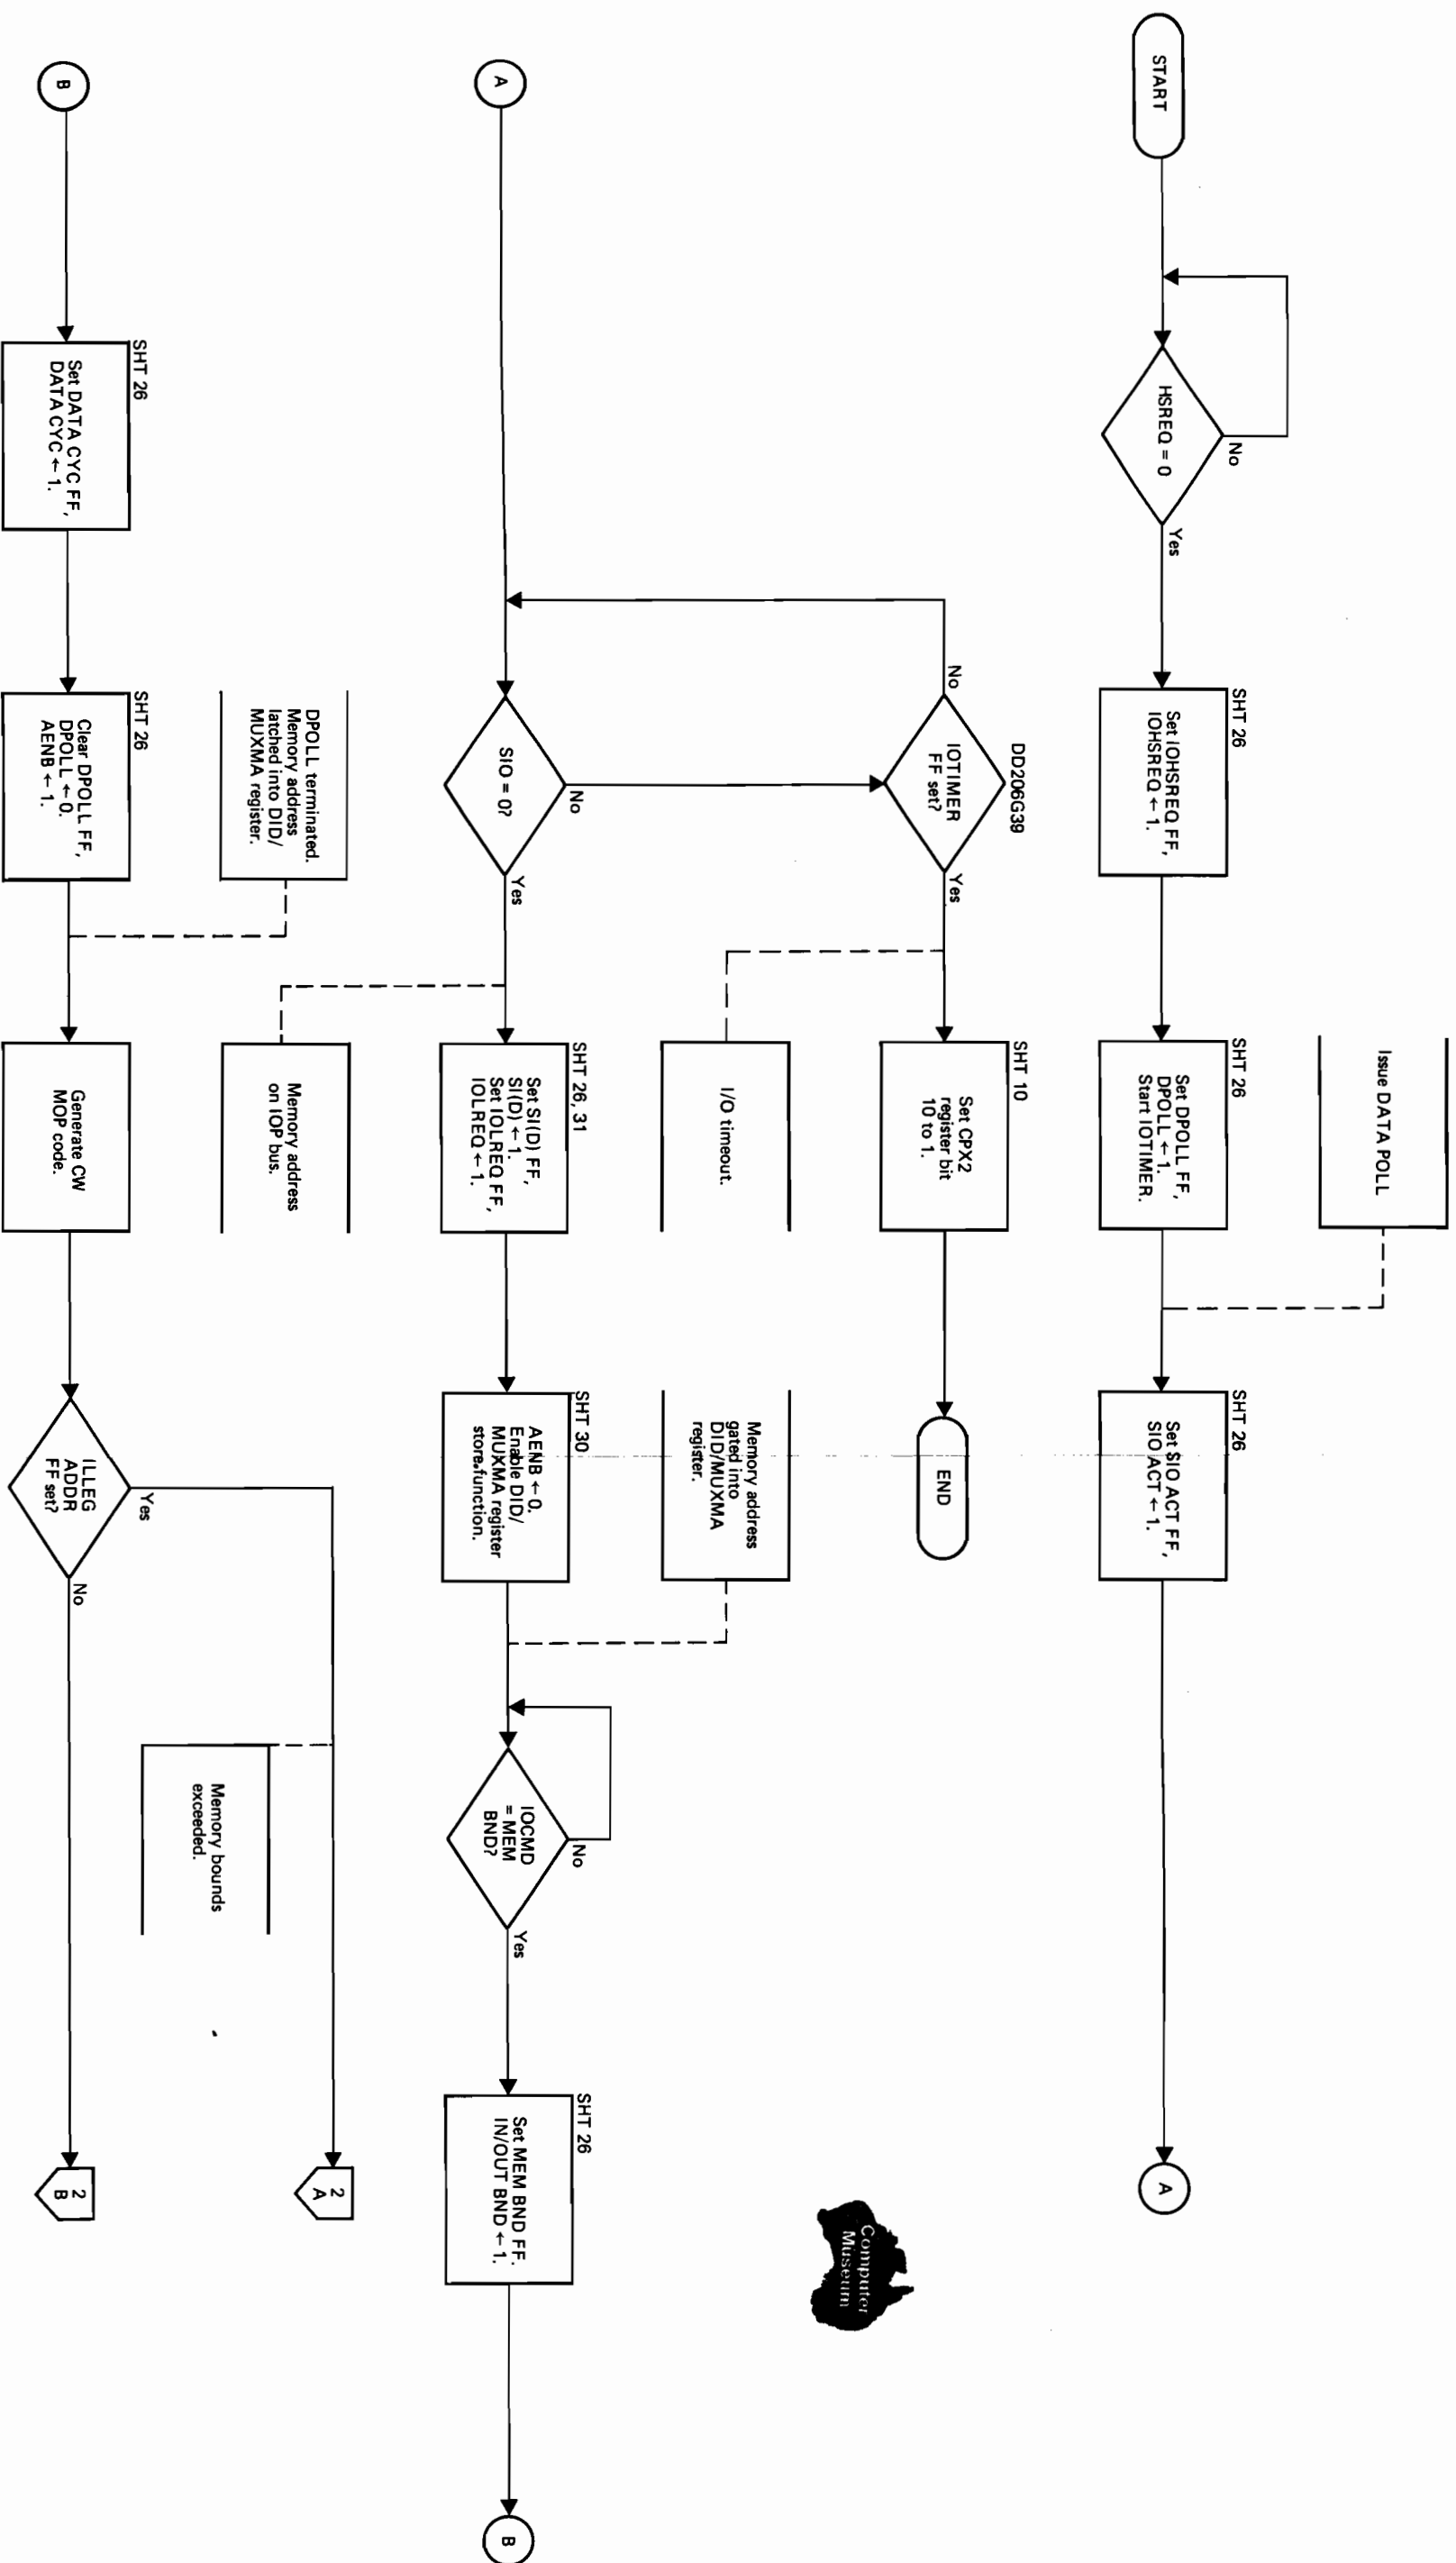 START
HSREQ = 0
No
Yes
SHT 26
Set IOHSREQ FF,
IOHSREQ ← 1.
SHT 26
Set DPOLL FF,
DPOLL ← 1.
Start IOTIMER.
Issue DATA POLL
SHT 26
Set SIO ACT FF,
SIO ACT ← 1.
A
DD206G39
IOTIMER
FF set?
No
Yes
SHT 10
Set CPX2
register bit
10 to 1.
END
I/O timeout.
Memory address
gated into
DID/MUXMA
register.
Computer
Museum
A
SIO = 0?
No
Yes
SHT 26, 31
Set SI(D) FF,
SI(D) ← 1.
Set IOLREQ FF,
IOLREQ ← 1.
SHT 30
AENB ← 0.
Enable DID/
MUXMA register
store function.
IOCMD
= MEM
BND?
No
Yes
SHT 26
Set MEM BND FF.
IN/OUT BND ← 1.
B
DPOLL terminated.
Memory address
latched into DID/
MUXMA register.
Memory address
on IOP bus.
Memory bounds
exceeded.
2
A
B
SHT 26
Set DATA CYC FF,
DATA CYC ← 1.
SHT 26
Clear DPOLL FF,
DPOLL ← 0.
AENB ← 1.
Generate CW
MOP code.
ILLEG
ADDR
FF set?
Yes
No
2
B